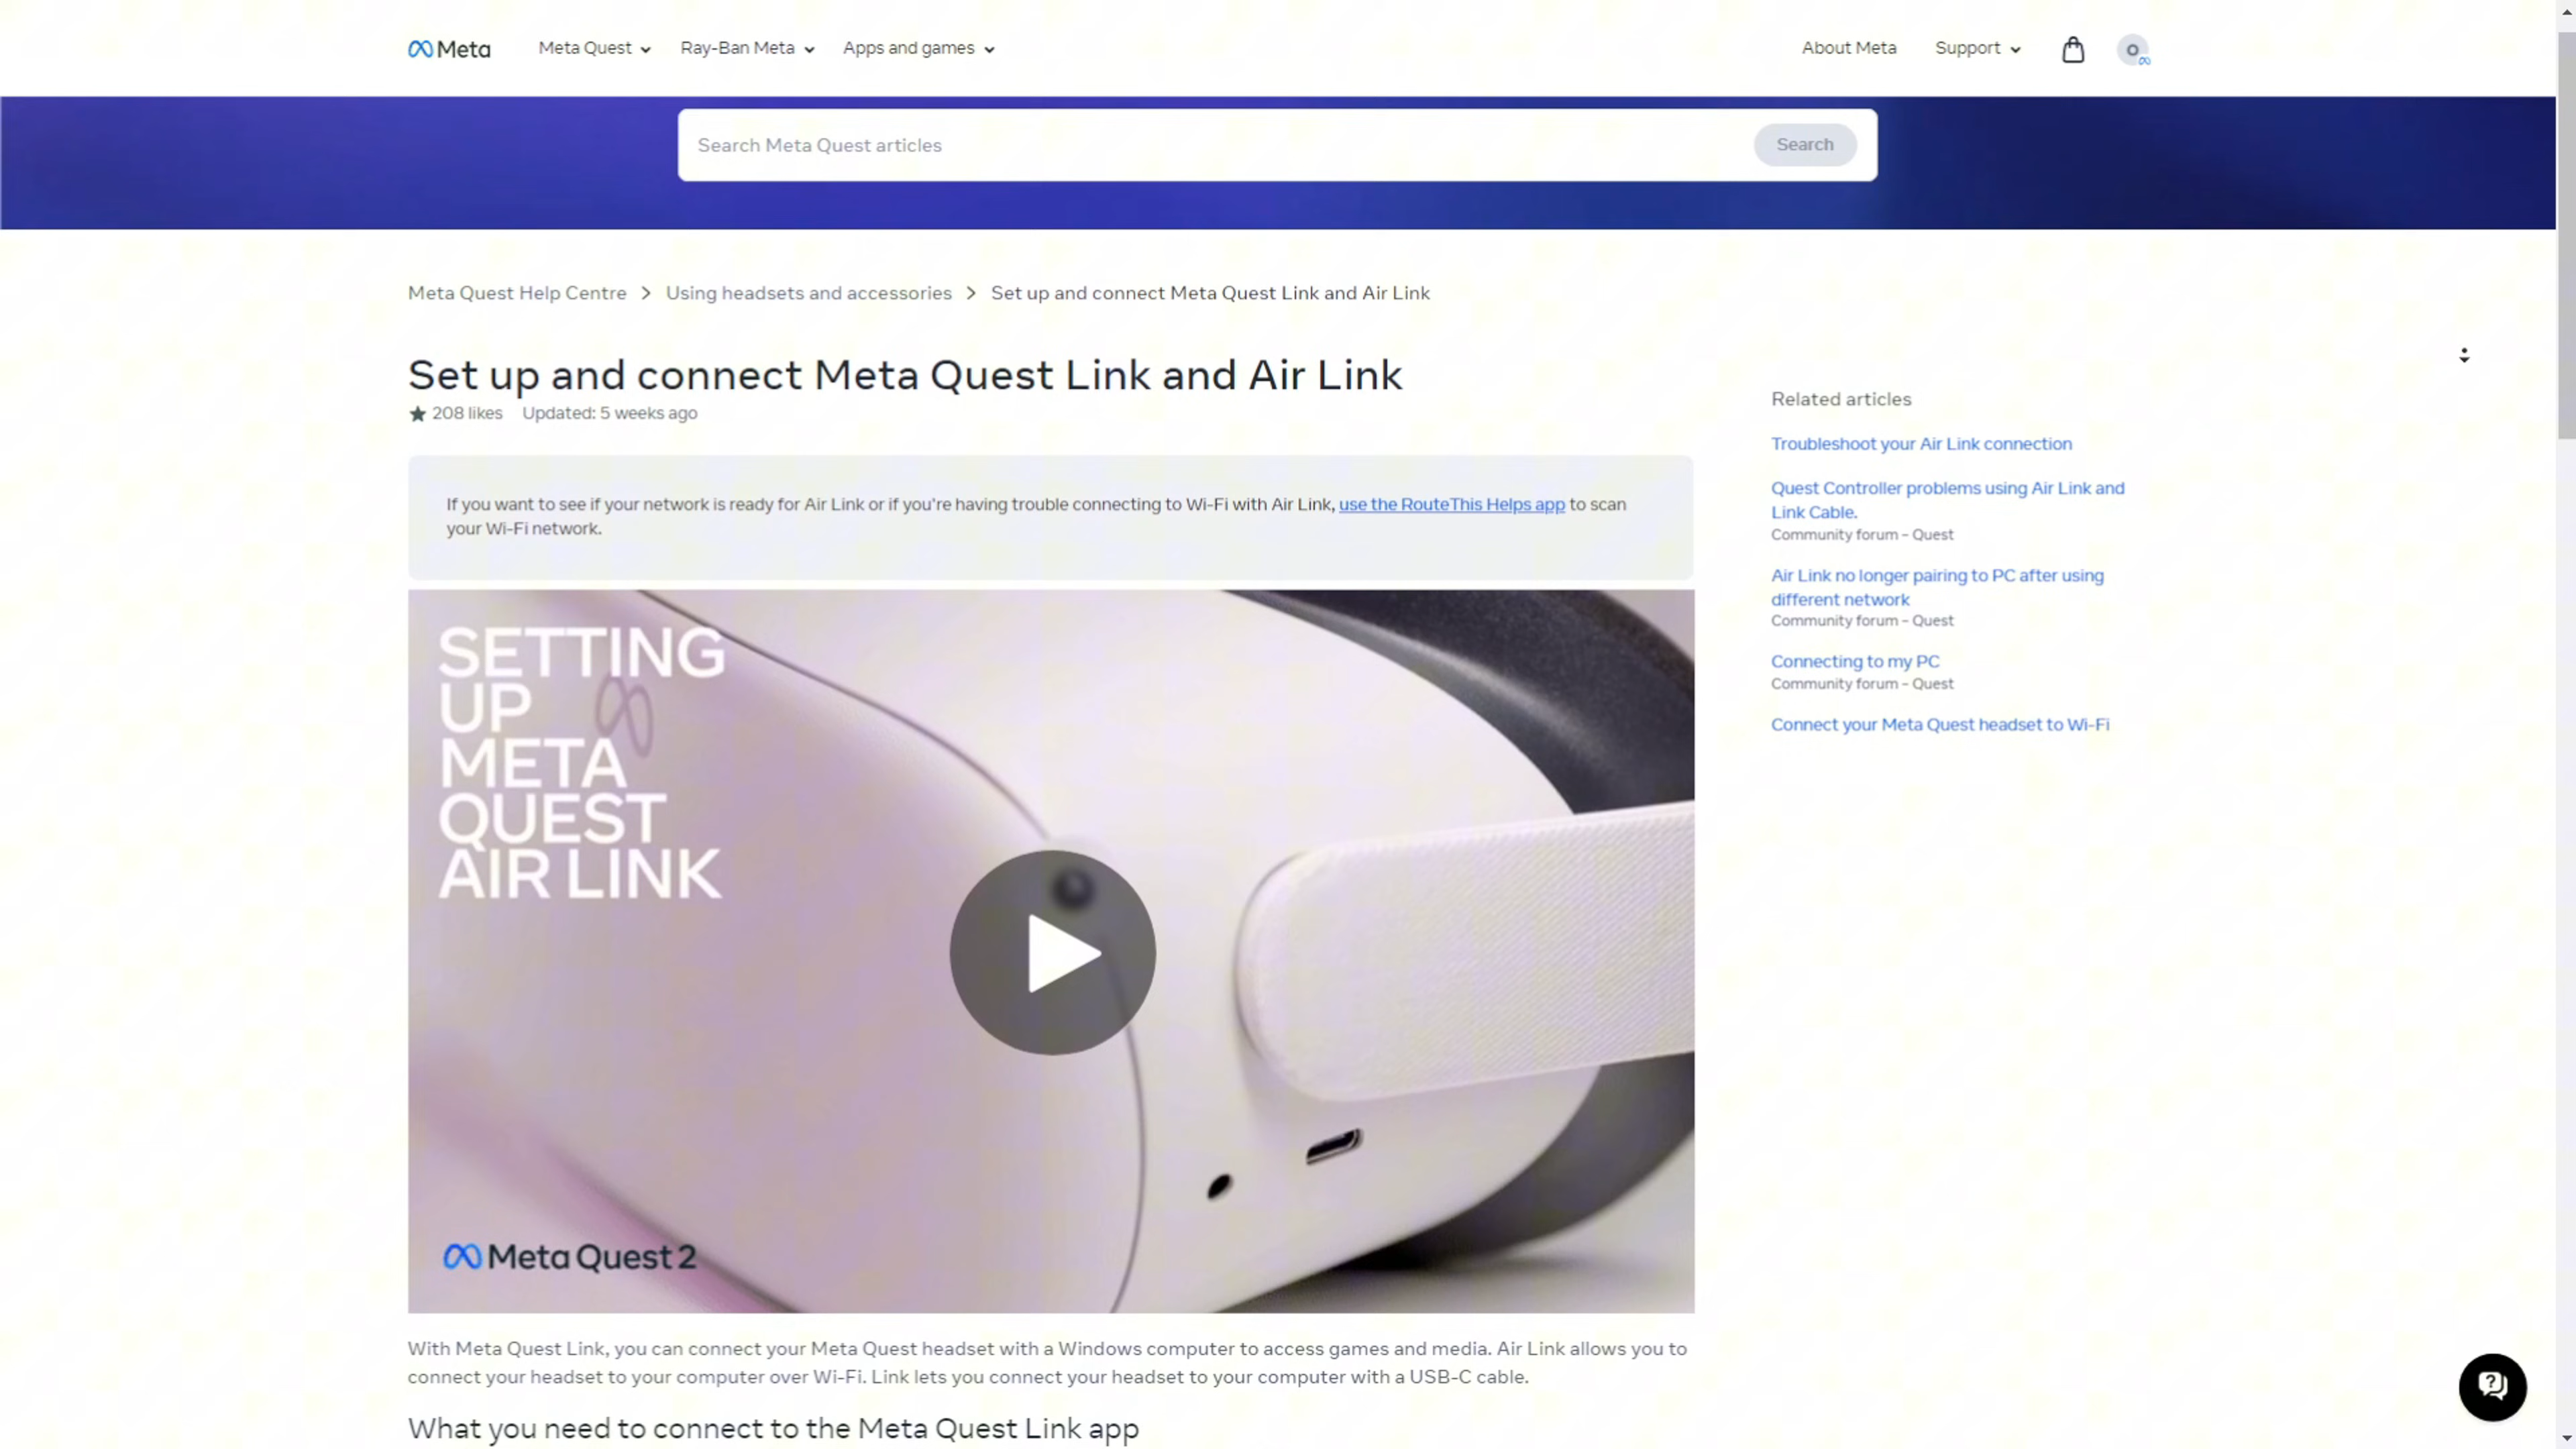 Meta
Meta Quest
Ray-Ban Meta
Apps and games
About Meta
Support
Search Meta Quest articles
Search
Meta Quest Help Centre > Using headsets and accessories > Set up and connect Meta Quest Link and Air Link
Set up and connect Meta Quest Link and Air Link
208 likes
Updated: 5 weeks ago
If you want to see if your network is ready for Air Link or if you're having trouble connecting to Wi-Fi with Air Link, use the RouteThis Helps app to scan
your Wi-Fi network.
SETTING
UP
META
QUEST
AIR LINK
Meta Quest 2
With Meta Quest Link, you can connect your Meta Quest headset with a Windows computer to access games and media. Air Link allows you to
connect your headset to your computer over Wi-Fi. Link lets you connect your headset to your computer with a USB-C cable.
What you need to connect to the Meta Quest Link app
Related articles
Troubleshoot your Air Link connection
Quest Controller problems using Air Link and
Link Cable.
Community forum - Quest
Air Link no longer pairing to PC after using
different network
Community forum - Quest
Connecting to my PC
Community forum - Quest
Connect your Meta Quest headset to Wi-Fi